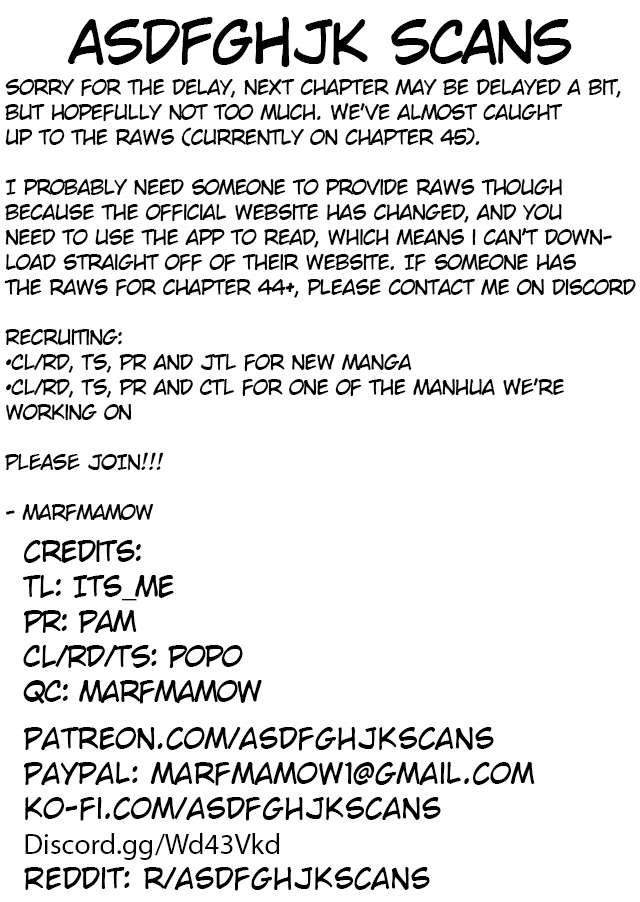 ASDFGHJK SCANS
SORRY FOR THE DELAY, NEXT CHAPTER MAY BE DELAYED A BIT,
BUT HOPEFULLY NOT TOO MUCH. WE'VE ALMOST CAUGHT
UP TO THE RAWS (CURRENTLY ON CHAPTER 45).
I PROBABLY NEED SOMEONE TO PROVIDE RAWS THOUGH
BECAUSE THE OFFICIAL WEBSITE HAS CHANGED, AND YOU
NEED TO USE THE APP TO READ, WHICH MEANS I CAN'T DOWN-
LOAD STRAIGHT OFF OF THEIR WEBSITE. IF SOMEONE HAS
THE RAWS FOR CHAPTER 44+, PLEASE CONTACT ME ON DISCORD
RECRUITING:
•CL/RD, TS, PR AND JTL FOR NEW MANGA
•CL/RD, TS, PR AND CTL FOR ONE OF THE MANHUA WE'RE
WORKING ON
PLEASE JOIN!!!
- MARFMAMOW
CREDITS:
TL: ITS_ME
PR: PAM
CL/RD/TS: POPO
QC: MARFMAMOW
PATREON.COM/ASDFGHJKSCANS
PAYPAL: MARFMAMOW1@GMAIL.COM
KO-FI.COM/ASDFGHJKSCANS
Discord.gg/Wd43Vkd
REDDIT: R/ASDFGHJKSCANS